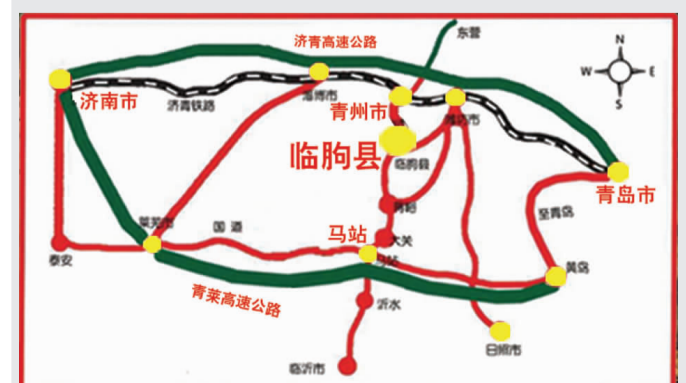 东营
济青高速公路
N
W
E
S
济南市
济青铁路
淄博市
青州市
潍坊市
临朐县
临朐县
青岛市
至青岛
莱芜市
国道
马站
大关
马站
泰安
黄岛
青莱高速公路
沂水
日照市
临沂市